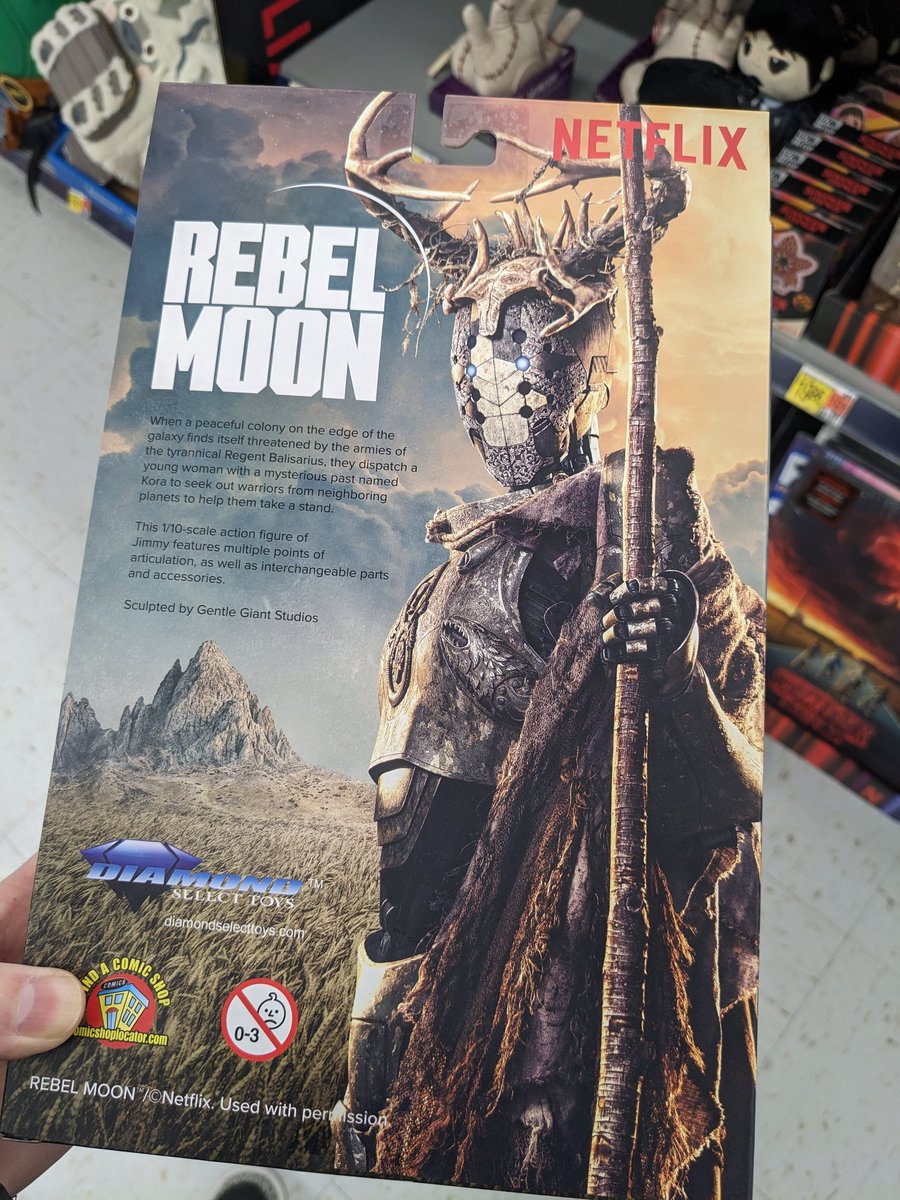 NETFLIX
REBEL
MOON
When a peaceful colony on the edge of the
galaxy finds itself threatened by the armies of
the tyrannical Regent Balisarius, they dispatch a
young woman with a mysterious past named
Kora to seek out warriors from neighboring
planets to help them take a stand.
This 1/10-scale action figure of
Jimmy features multiple points of
articulation, as well as interchangeable parts
and accessories.
Sculpted by Gentle Giant Studios
DIAMOND™
SELECT TOYS
diamondselecttoys.com
A COMIC SHOP
COMICS
omicshoplocator.com
0-3
REBEL MOON™/©Netflix. Used with permission